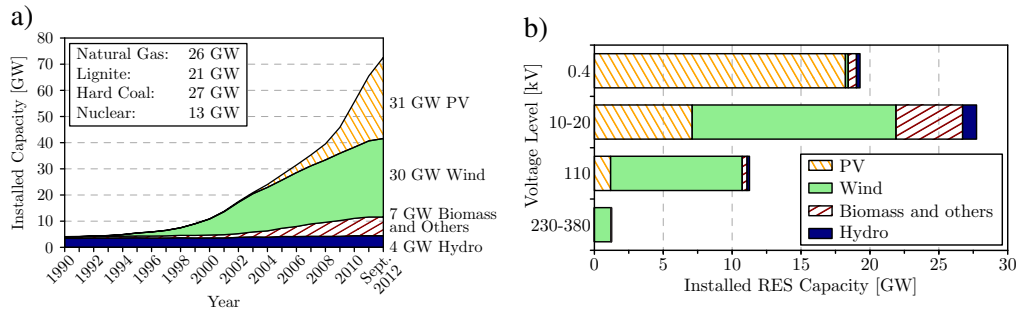 a)
Installed Capacity [GW]
80
70
60
50
40
30
20
10
0
Natural Gas: 26 GW
Lignite: 21 GW
Hard Coal: 27 GW
Nuclear: 13 GW
31 GW PV
30 GW Wind
7 GW Biomass
and Others
4 GW Hydro
1990
1992
1994
1996
1998
2000
2002
2004
2006
2008
2010
Sept.
2012
Year
b)
Voltage Level [kV]
0.4
10-20
110
230-380
PV
Wind
Biomass and others
Hydro
0
5
10
15
20
25
30
Installed RES Capacity [GW]